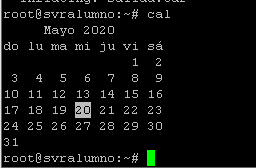 root@svralumno:~# cal
      Mayo 2020
do lu ma mi ju vi sá
                1  2
 3  4  5  6  7  8  9
10 11 12 13 14 15 16
17 18 19 20 21 22 23
24 25 26 27 28 29 30
31
root@svralumno:~#